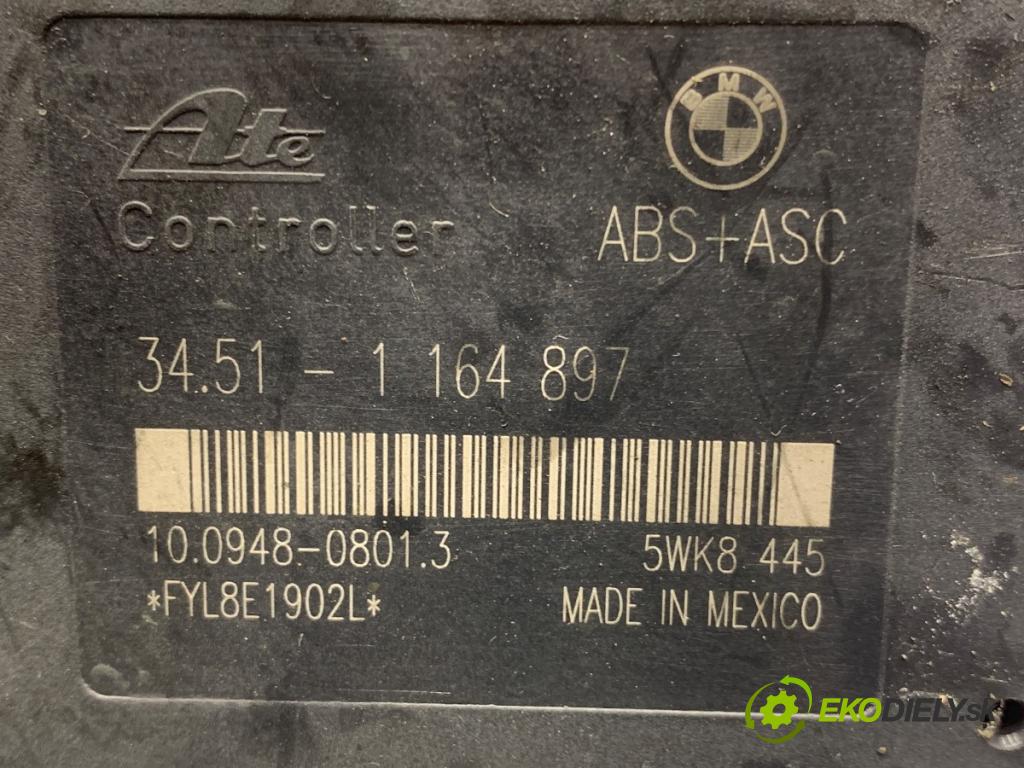 Ate
BMW
Controller
ABS+ASC
34.51 - 1 164 897
10.0948-0801.3
5WK8 445
*FYL8E1902L*
MADE IN MEXICO
EKODIELY.sk